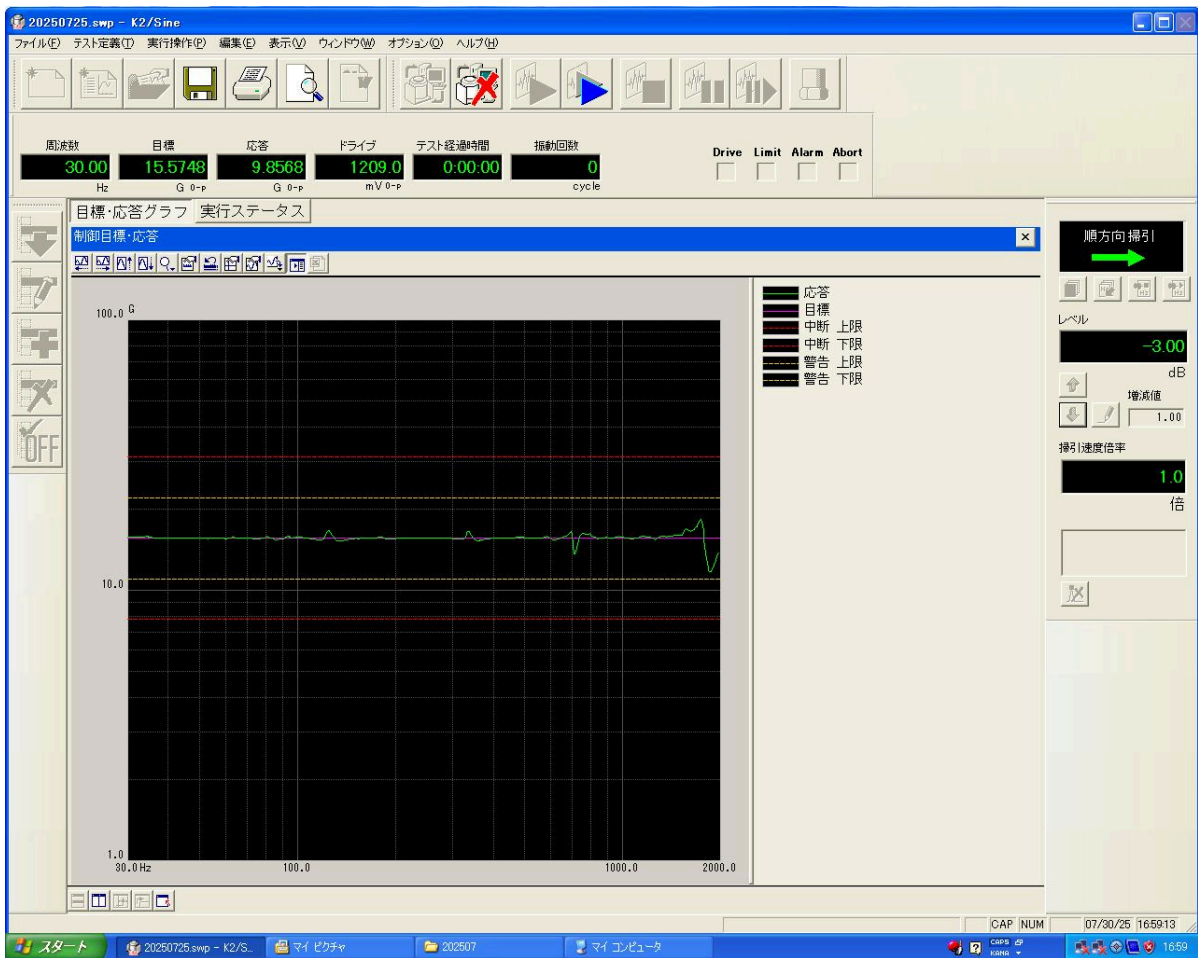 20250725.swp - K2/Sine
ファイル(F) テスト定義(T) 実行操作(P) 編集(E) 表示(V) ウィンドウ(W) オプション(O) ヘルプ(H)
周波数 目標 応答 ドライブ テスト経過時間 振動回数
30.00 15.5748 9.8568 1209.0 0:00:00 0
Hz G 0-P G 0-P mV 0-P cycle
Drive Limit Alarm Abort
目標・応答グラフ 実行ステータス
制御目標・応答
100.0 G
10.0
1.0
30.0 Hz 100.0 1000.0 2000.0
応答
目標
中断 上限
中断 下限
警告 上限
警告 下限
OFF
順方向掃引
レベル
-3.00
dB
増減値
1.00
掃引速度倍率
1.0
倍
CAP NUM 07/30/25 16:59:13
スタート 20250725.swp - K2/S... マイ ピクチャ 202507 マイ コンピュータ CAPS KANA 16:59